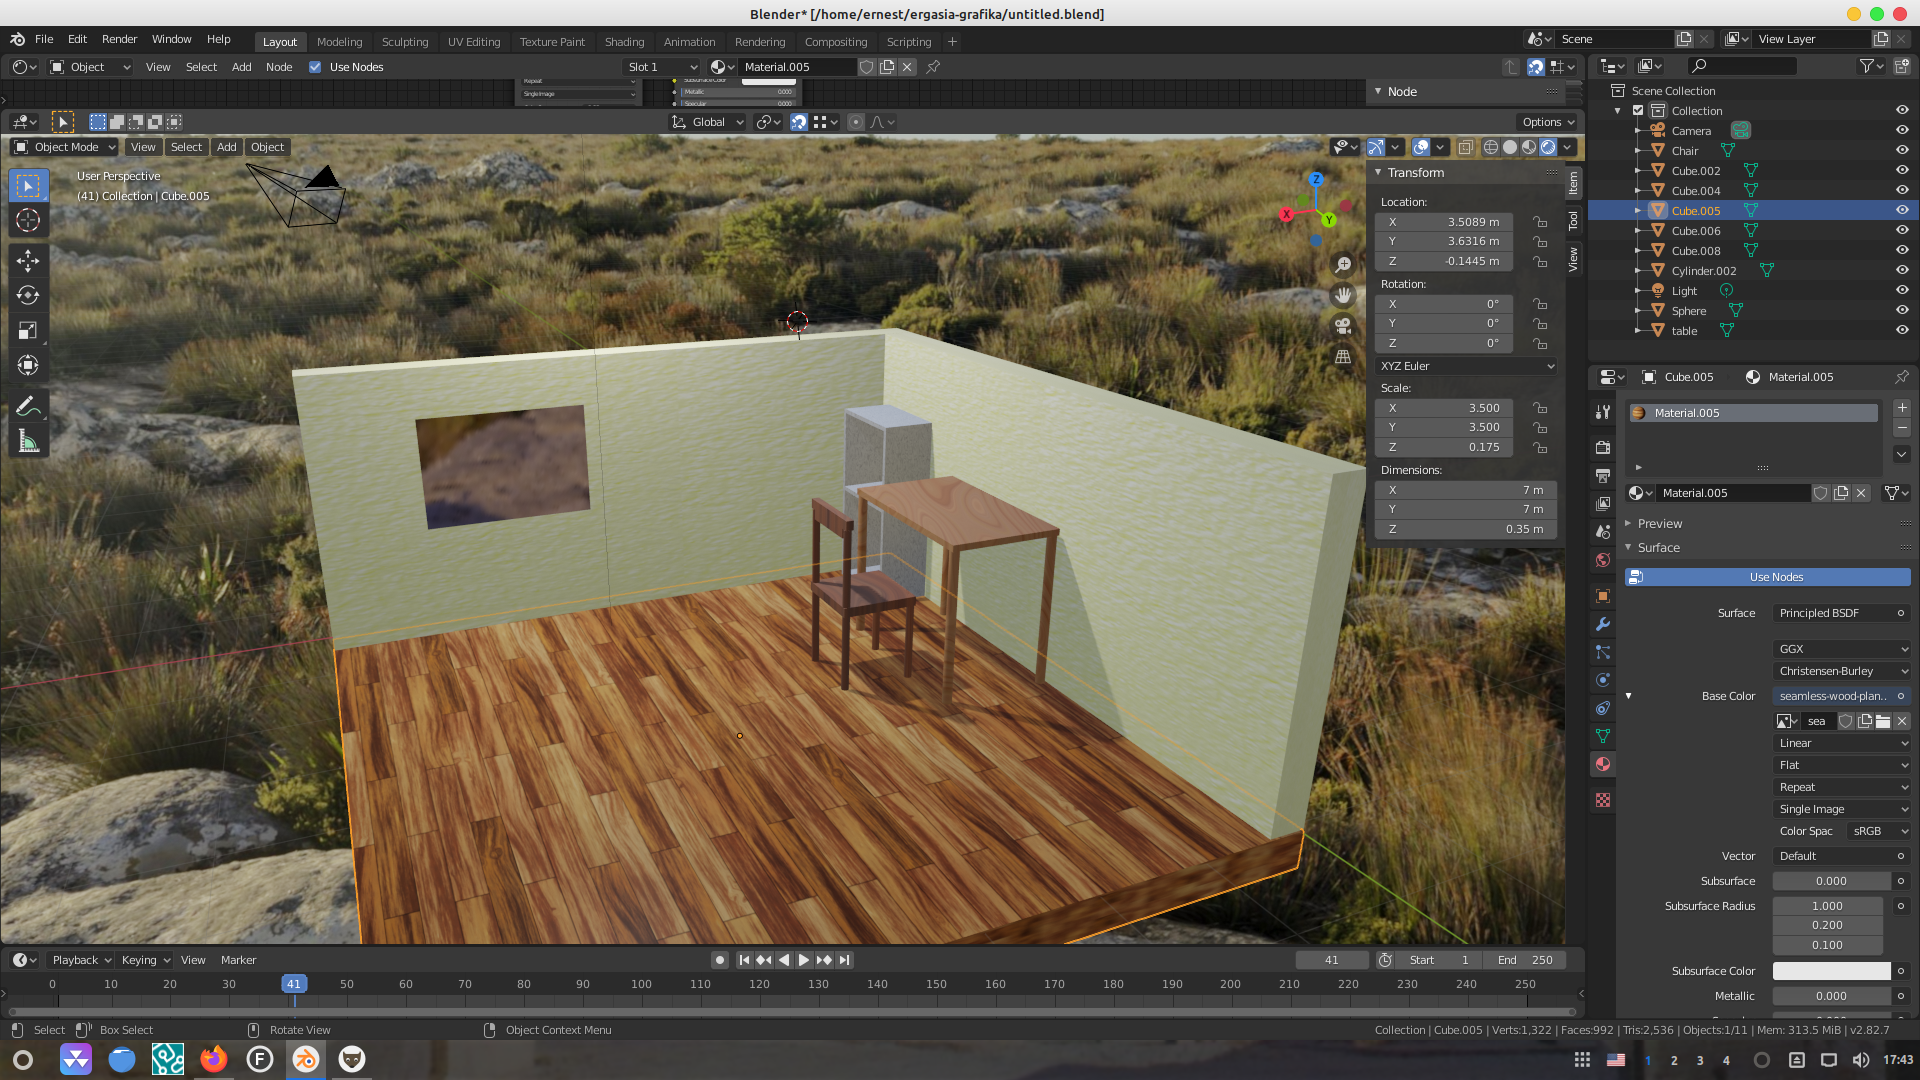 Blender* [/home/ernest/ergasia-grafika/untitled.blend]
File Edit Render Window Help Layout Modeling Sculpting UV Editing Texture Paint Shading Animation Rendering Compositing Scripting + Scene View Layer
Object View Select Add Node Use Nodes Slot 1 Material.005
Repeat
Single Image
Subsurface Color
Metallic 0.000
Specular
Node
Global Options
Object Mode View Select Add Object
User Perspective
(41) Collection | Cube.005
Z
X
Y
Transform
Location:
X 3.5089 m
Y 3.6316 m
Z -0.1445 m
Rotation:
X 0°
Y 0°
Z 0°
XYZ Euler
Scale:
X 3.500
Y 3.500
Z 0.175
Dimensions:
X 7 m
Y 7 m
Z 0.35 m
Item
Tool
View
Scene Collection
Collection
Camera
Chair
Cube.002
Cube.004
Cube.005
Cube.006
Cube.008
Cylinder.002
Light
Sphere
table
Cube.005 Material.005
Material.005
Material.005
Preview
Surface
Use Nodes
Surface Principled BSDF
GGX
Christensen-Burley
Base Color seamless-wood-plan..
sea
Linear
Flat
Repeat
Single Image
Color Spac sRGB
Vector Default
Subsurface 0.000
Subsurface Radius 1.000
0.200
0.100
Subsurface Color
Metallic 0.000
Playback Keying View Marker 41 Start 1 End 250
0 10 20 30 41 50 60 70 80 90 100 110 120 130 140 150 160 170 180 190 200 210 220 230 240 250
Select Box Select Rotate View Object Context Menu Collection | Cube.005 | Verts:1,322 | Faces:992 | Tris:2,536 | Objects:1/11 | Mem: 313.5 MiB | v2.82.7
F 1 2 3 4 17:43